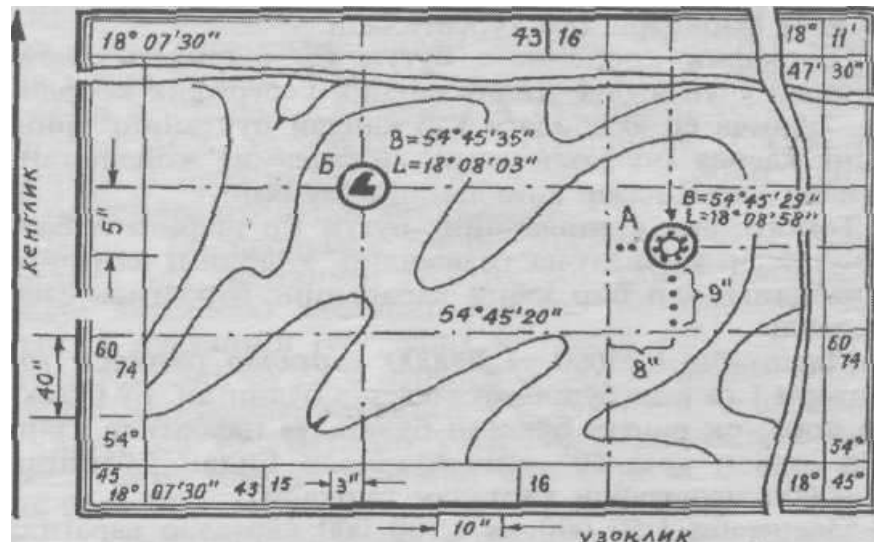 18° 07'30"
43 16
18° 11'
47' 30"
B=54°45'35"
L=18°08'03"
Б
B=54°45'29"
L=18°08'58"
А
кенглик
5"
9"
54°45'20"
8"
60
74
40"
60
74
54°
54°
45
18° 07'30"
43 15
3"
16
18° 45°
10"
узоклик